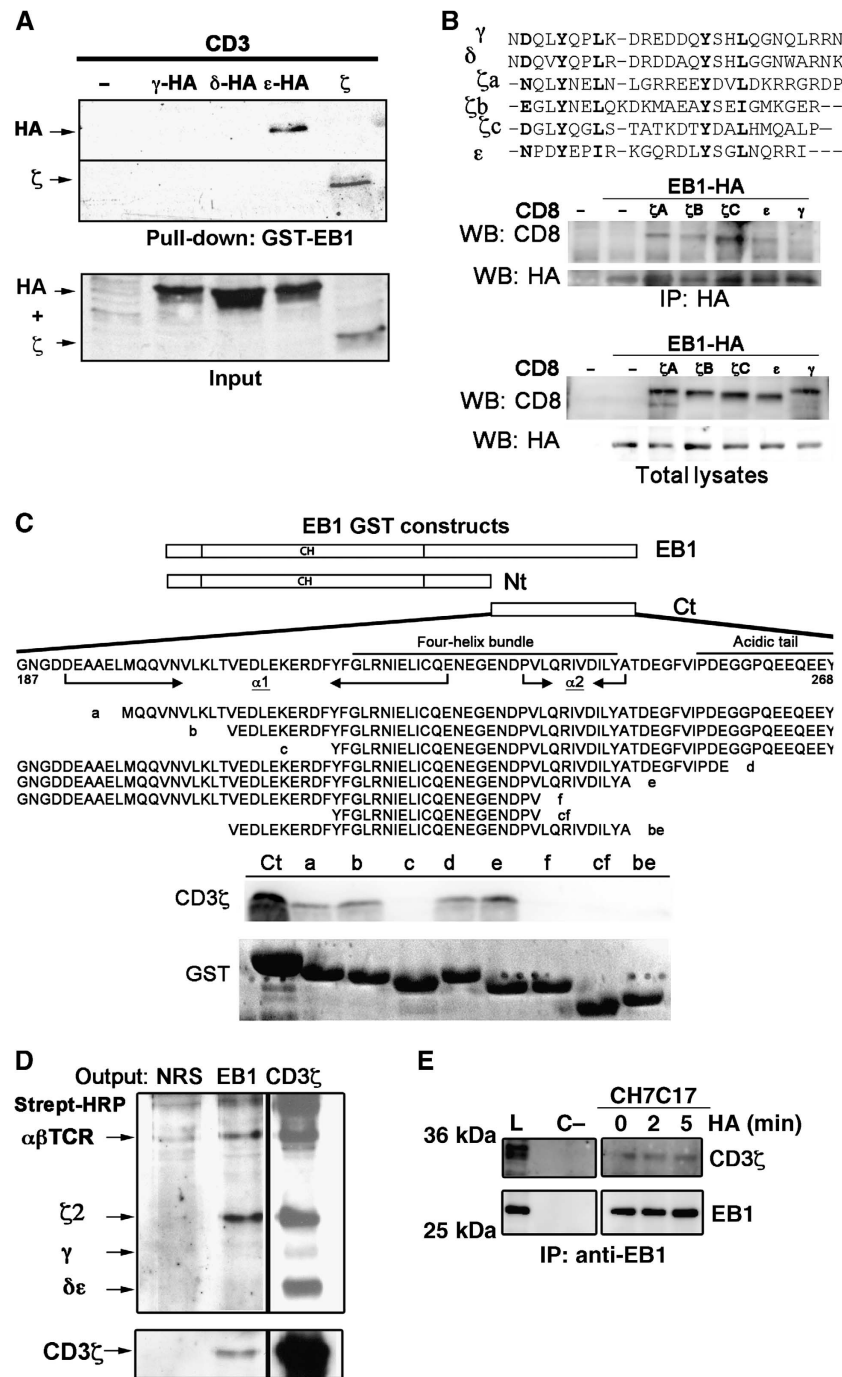 A
CD3
– γ-HA δ-HA ε-HA ζ
HA
ζ
Pull-down: GST-EB1
HA
+
ζ
Input
B
γ NDQLYQPLK-DREDDQYSHLQGNQLRRN
δ NDQVYQPLR-DRDDAQYSHLGGNWARNK
ζa -NQLYNELN-LGRREEYDVLDKRRGRDP
ζb -EGLYNELQKDKMAEAYSEIGMKGER--
ζc -DGLYQGLS-TATKDTYDALHMQALP-
ε -NPDYEPIR-KGQRDLYSGLNQRRI---
EB1-HA
CD8 – – ζA ζB ζC ε γ
WB: CD8
WB: HA
IP: HA
EB1-HA
CD8 – – ζA ζB ζC ε γ
WB: CD8
WB: HA
Total lysates
C
EB1 GST constructs
CH EB1
CH Nt
Ct
Four-helix bundle Acidic tail
GNGDDEAAELMQQVNVLKLTVEDLEKERDFYFGLRNIELICQENEGENDPVLQRIVDILYATDEGFVIPDEGGPQEEQEEY
187 α1 α2 268
a MQQVNVLKLTVEDLEKERDFYFGLRNIELICQENEGENDPVLQRIVDILYATDEGFVIPDEGGPQEEQEEY
b VEDLEKERDFYFGLRNIELICQENEGENDPVLQRIVDILYATDEGFVIPDEGGPQEEQEEY
c YFGLRNIELICQENEGENDPVLQRIVDILYATDEGFVIPDEGGPQEEQEEY
GNGDDEAAELMQQVNVLKLTVEDLEKERDFYFGLRNIELICQENEGENDPVLQRIVDILYATDEGFVIPDE d
GNGDDEAAELMQQVNVLKLTVEDLEKERDFYFGLRNIELICQENEGENDPVLQRIVDILYA e
GNGDDEAAELMQQVNVLKLTVEDLEKERDFYFGLRNIELICQENEGENDPV f
YFGLRNIELICQENEGENDPV cf
VEDLEKERDFYFGLRNIELICQENEGENDPVLQRIVDILYA be
Ct a b c d e f cf be
CD3ζ
GST
D
Output: NRS EB1 CD3ζ
Strept-HRP
αβTCR
ζ2
γ
δε
CD3ζ
E
CH7C17
L C– 0 2 5 HA (min)
36 kDa
CD3ζ
EB1
25 kDa
IP: anti-EB1